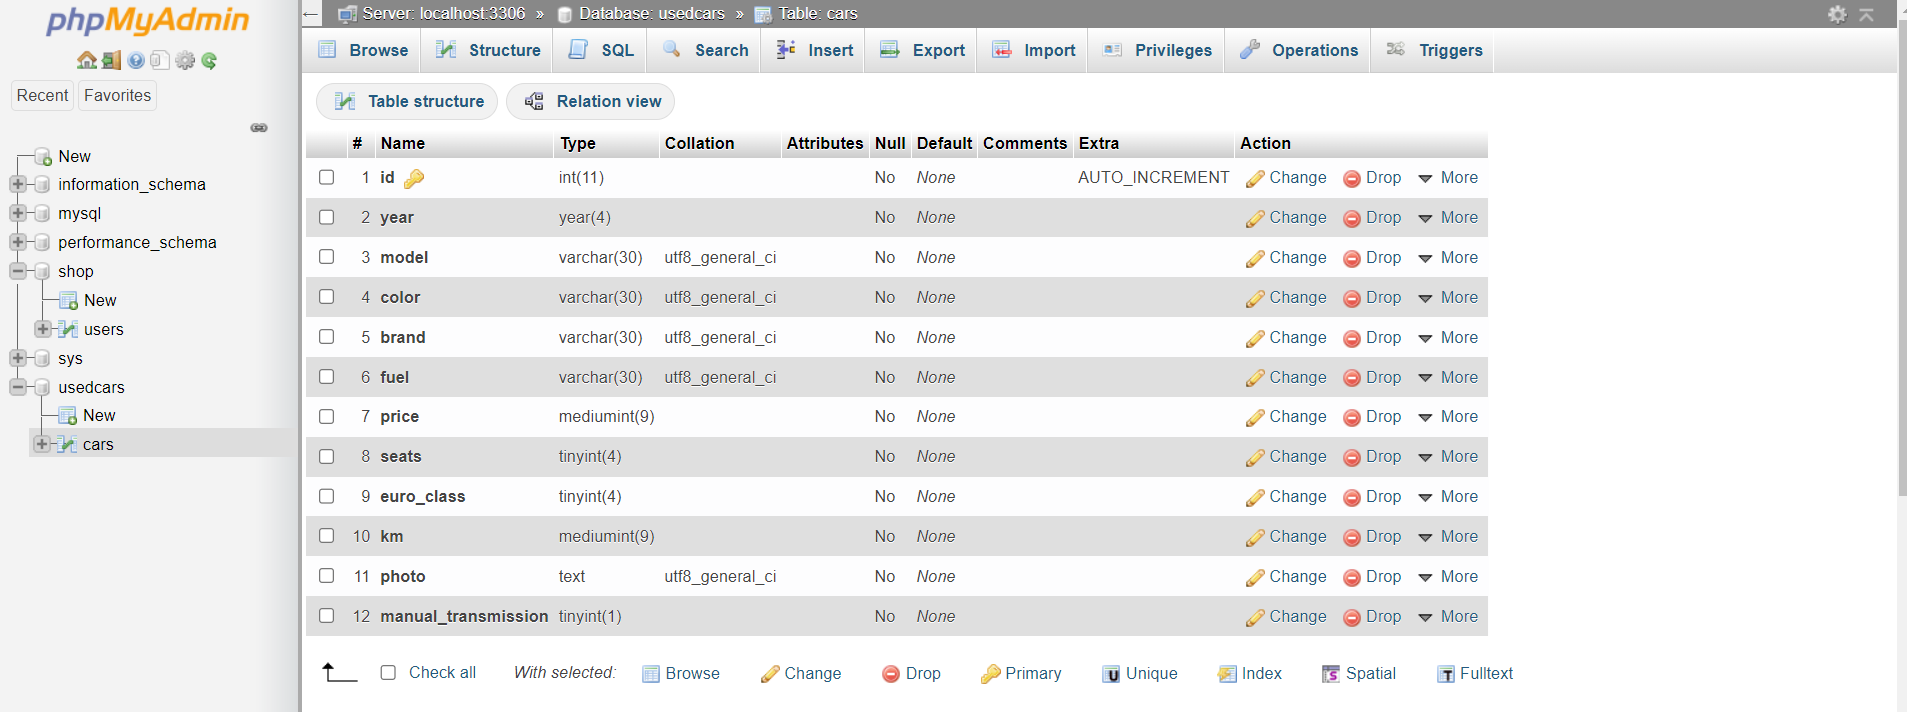 phpMyAdmin
Recent Favorites
New
information_schema
mysql
performance_schema
shop
New
users
sys
usedcars
New
cars
Server: localhost:3306 » Database: usedcars » Table: cars
Browse Structure SQL Search Insert Export Import Privileges Operations Triggers
Table structure Relation view
# Name Type Collation Attributes Null Default Comments Extra Action
1 id int(11) No None AUTO_INCREMENT Change Drop More
2 year year(4) No None Change Drop More
3 model varchar(30) utf8_general_ci No None Change Drop More
4 color varchar(30) utf8_general_ci No None Change Drop More
5 brand varchar(30) utf8_general_ci No None Change Drop More
6 fuel varchar(30) utf8_general_ci No None Change Drop More
7 price mediumint(9) No None Change Drop More
8 seats tinyint(4) No None Change Drop More
9 euro_class tinyint(4) No None Change Drop More
10 km mediumint(9) No None Change Drop More
11 photo text utf8_general_ci No None Change Drop More
12 manual_transmission tinyint(1) No None Change Drop More
Check all With selected: Browse Change Drop Primary Unique Index Spatial Fulltext